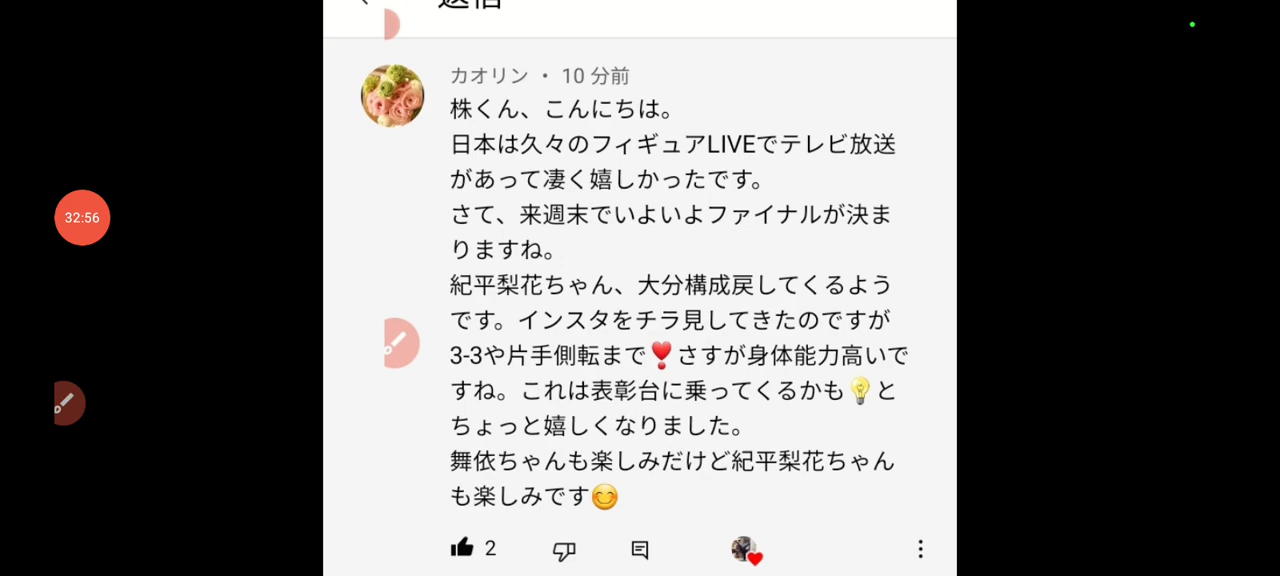 返信
カオリン ・ 10 分前
株くん、こんにちは。
日本は久々のフィギュアLIVEでテレビ放送
があって凄く嬉しかったです。
さて、来週末でいよいよファイナルが決ま
りますね。
32:56
紀平梨花ちゃん、大分構成戻してくるよう
です。インスタをチラ見してきたのですが
3-3や片手側転まで❣️さすが身体能力高いで
すね。これは表彰台に乗ってくるかも💡と
ちょっと嬉しくなりました。
舞依ちゃんも楽しみだけど紀平梨花ちゃん
も楽しみです😊
2